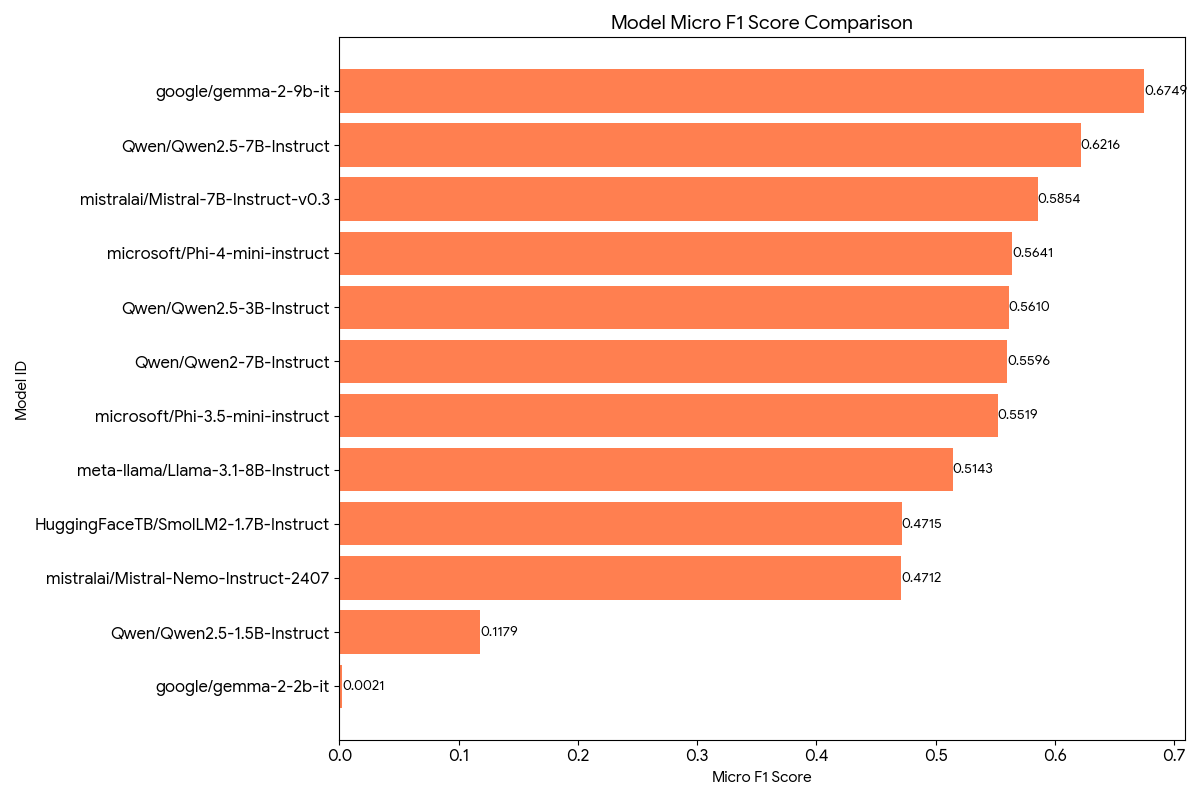 Model Micro F1 Score Comparison
google/gemma-2-9b-it 0.6749
Qwen/Qwen2.5-7B-Instruct 0.6216
mistralai/Mistral-7B-Instruct-v0.3 0.5854
microsoft/Phi-4-mini-instruct 0.5641
Qwen/Qwen2.5-3B-Instruct 0.5610
Qwen/Qwen2-7B-Instruct 0.5596
microsoft/Phi-3.5-mini-instruct 0.5519
meta-llama/Llama-3.1-8B-Instruct 0.5143
HuggingFaceTB/SmolLM2-1.7B-Instruct 0.4715
mistralai/Mistral-Nemo-Instruct-2407 0.4712
Qwen/Qwen2.5-1.5B-Instruct 0.1179
google/gemma-2-2b-it 0.0021
Model ID
0.0 0.1 0.2 0.3 0.4 0.5 0.6 0.7
Micro F1 Score